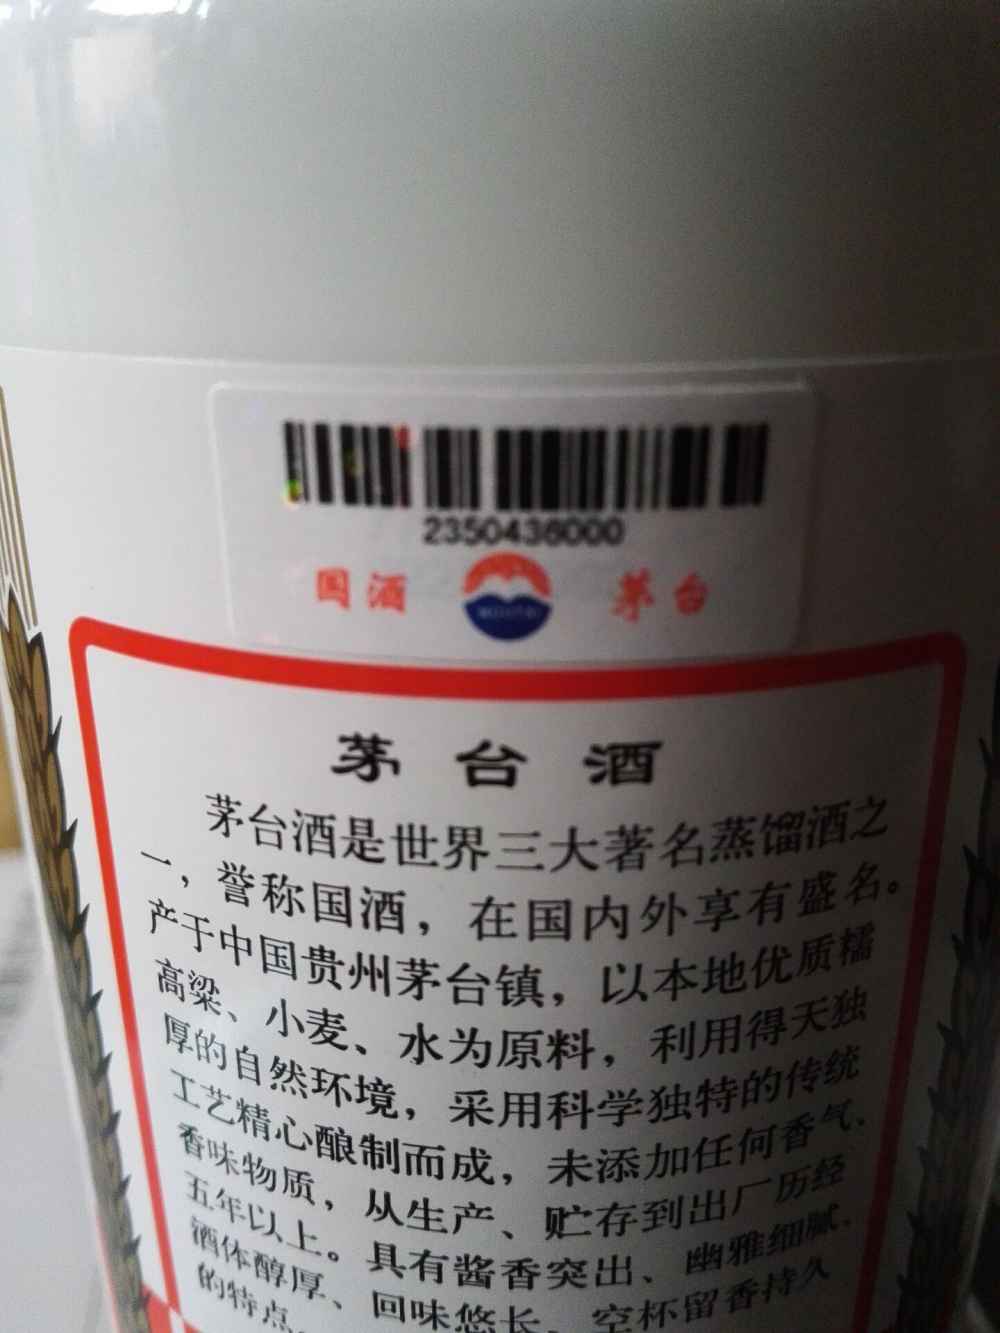 2350436000
国酒 MOUTAI 茅台
茅台酒
茅台酒是世界三大著名蒸馏酒之
一，誉称国酒，在国内外享有盛名。
产于中国贵州茅台镇，以本地优质糯
高粱、小麦、水为原料，利用得天独
厚的自然环境，采用科学独特的传统
工艺精心酿制而成，未添加任何香气、
香味物质，从生产、贮存到出厂历经
五年以上。具有酱香突出、幽雅细腻、
酒体醇厚、回味悠长、空杯留香持久
的特点。